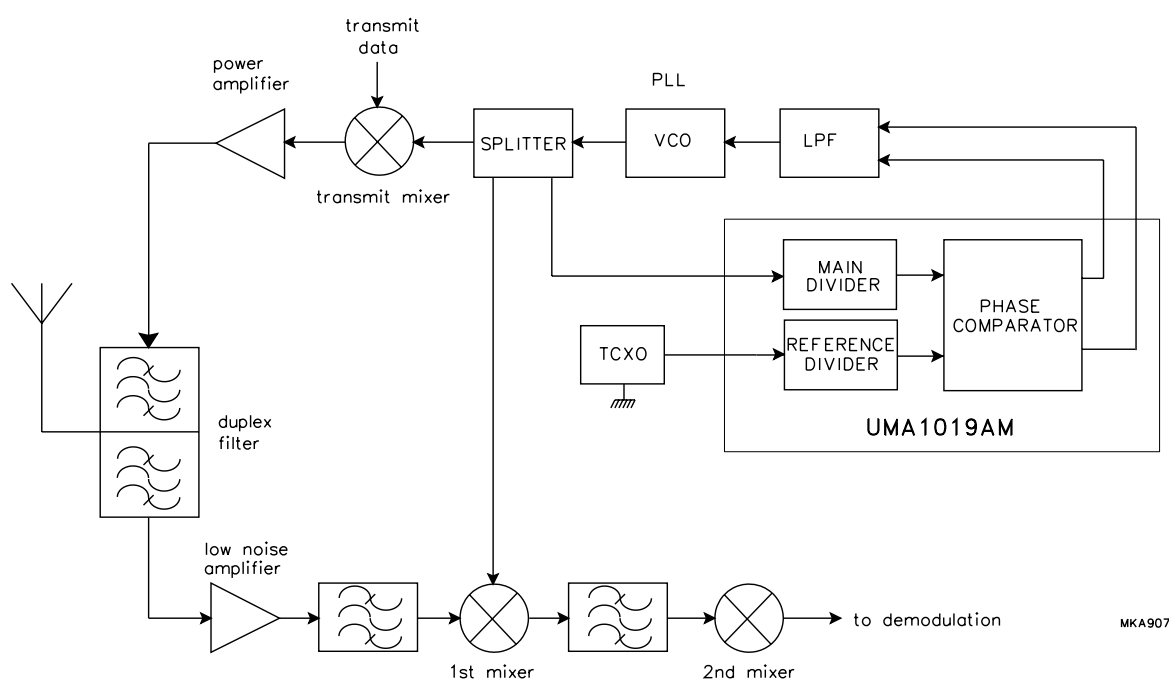 transmit
data
power
amplifier
PLL
SPLITTER
VCO
LPF
transmit mixer
MAIN
DIVIDER
PHASE
COMPARATOR
TCXO
REFERENCE
DIVIDER
UMA1019AM
duplex
filter
low noise
amplifier
to demodulation
MKA907
1st mixer
2nd mixer